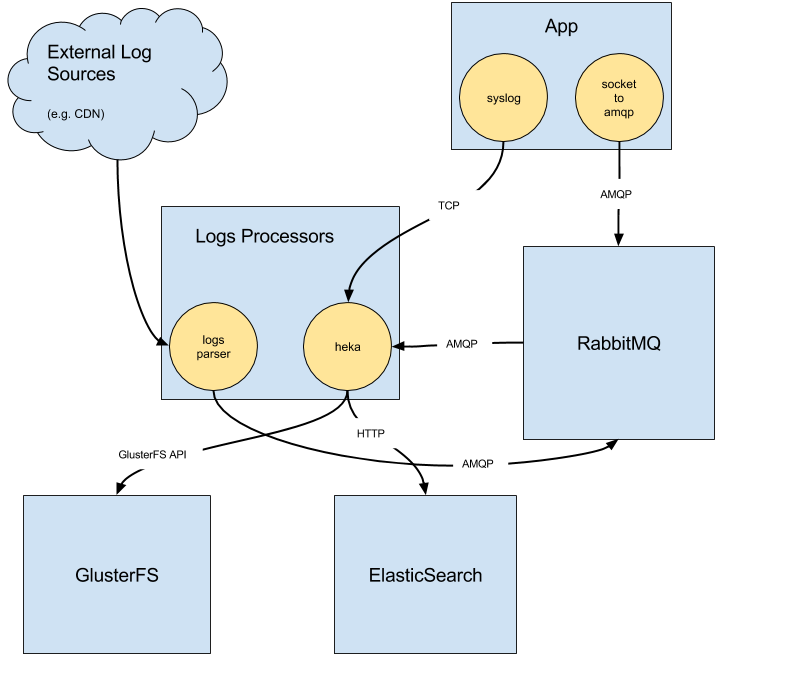 External Log
Sources
(e.g. CDN)
App
syslog
socket
to
amqp
TCP
AMQP
Logs Processors
logs
parser
heka
AMQP
RabbitMQ
HTTP
GlusterFS API
AMQP
GlusterFS
ElasticSearch